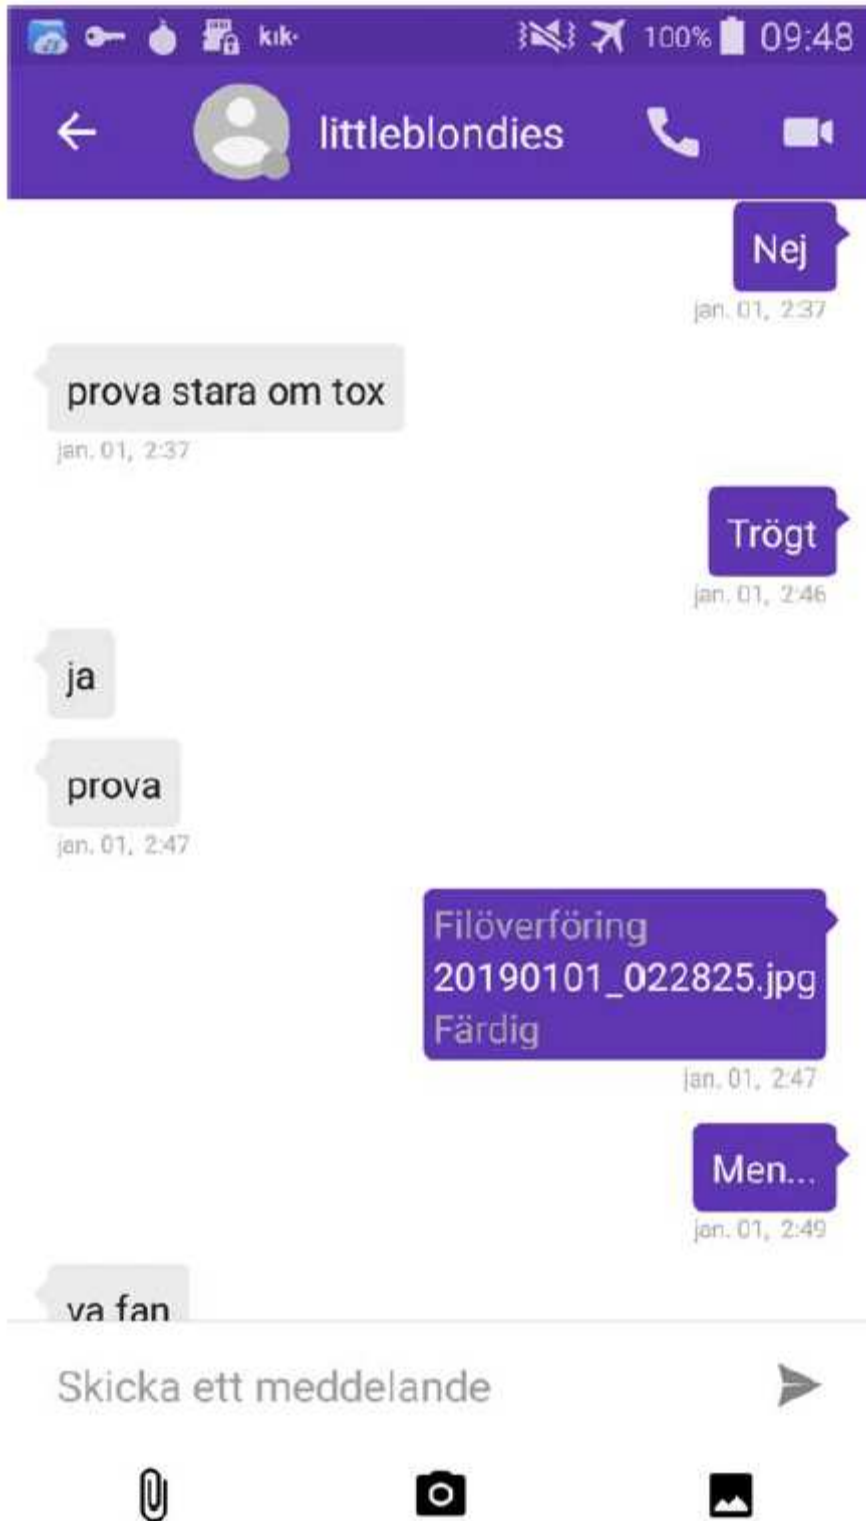 kik·
100%
09:48
littleblondies
Nej
jan. 01, 2:37
prova stara om tox
jan. 01, 2:37
Trögt
jan. 01, 2:46
ja
prova
jan. 01, 2:47
Filöverföring
20190101_022825.jpg
Färdig
jan. 01, 2:47
Men...
jan. 01, 2:49
va fan
Skicka ett meddelande